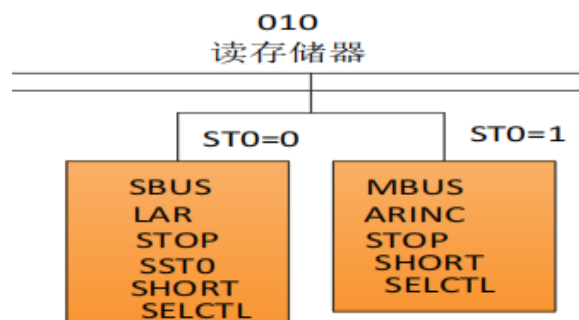 010
读存储器
ST0=0
ST0=1
SBUS
LAR
STOP
SST0
SHORT
SELCTL
MBUS
ARINC
STOP
SHORT
SELCTL